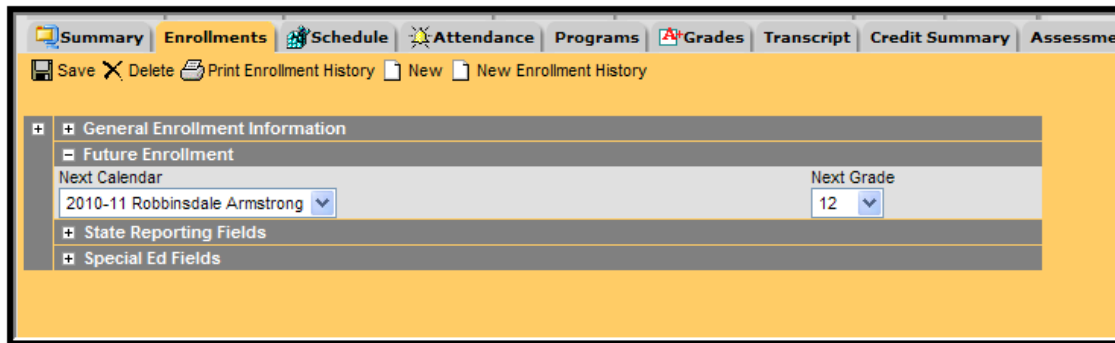 Summary Enrollments Schedule Attendance Programs A+ Grades Transcript Credit Summary Assessme
Save Delete Print Enrollment History New New Enrollment History
General Enrollment Information
Future Enrollment
Next Calendar Next Grade
2010-11 Robbinsdale Armstrong 12
State Reporting Fields
Special Ed Fields